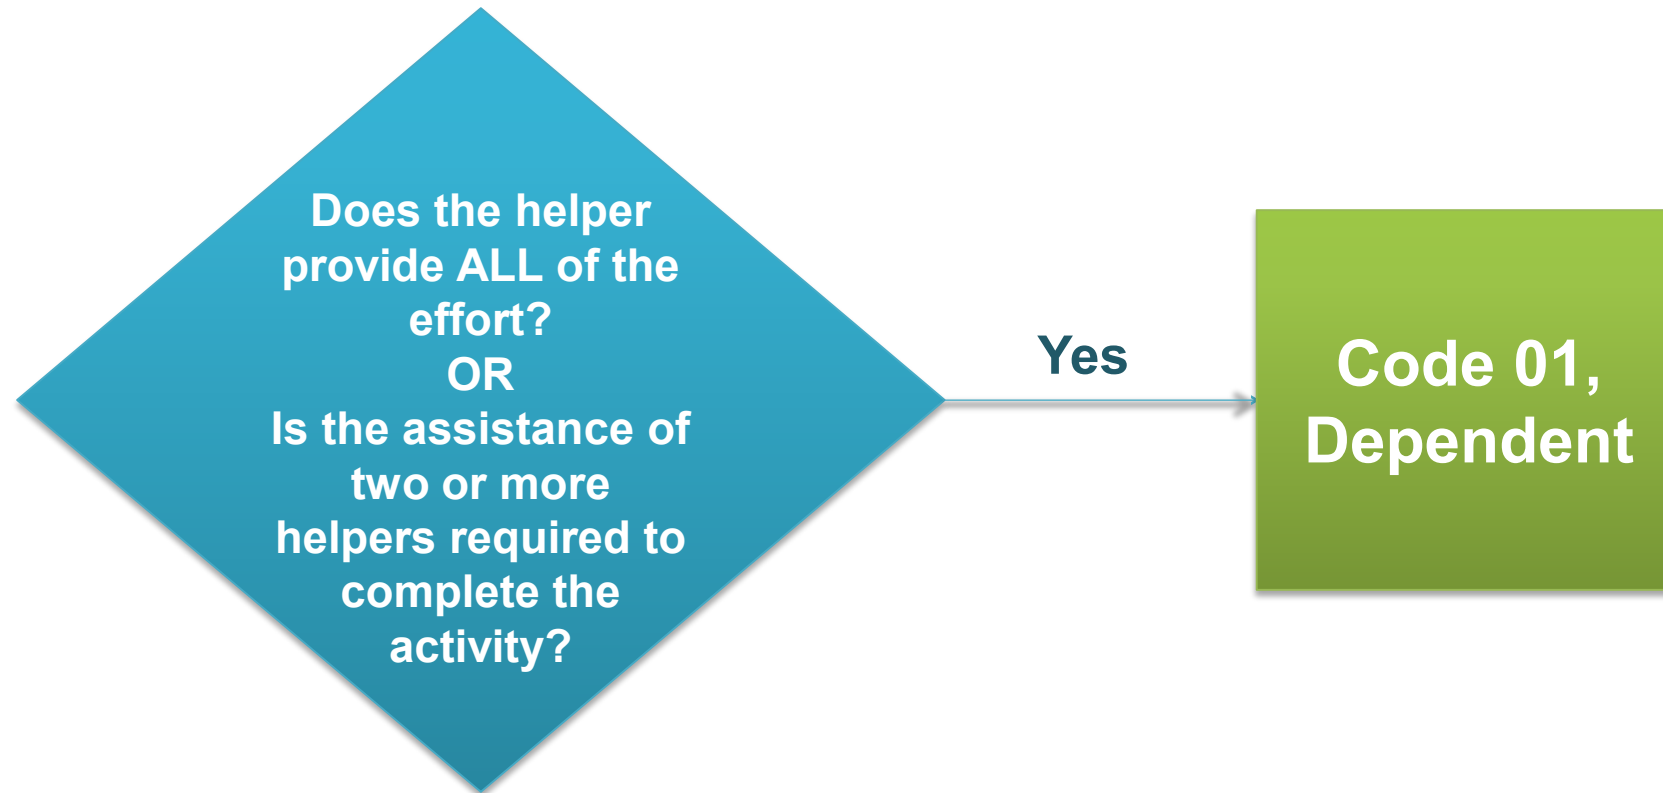 Does the helper
provide ALL of the
effort?
OR
Is the assistance of
two or more
helpers required to
complete the
activity?
Yes
Code 01,
Dependent